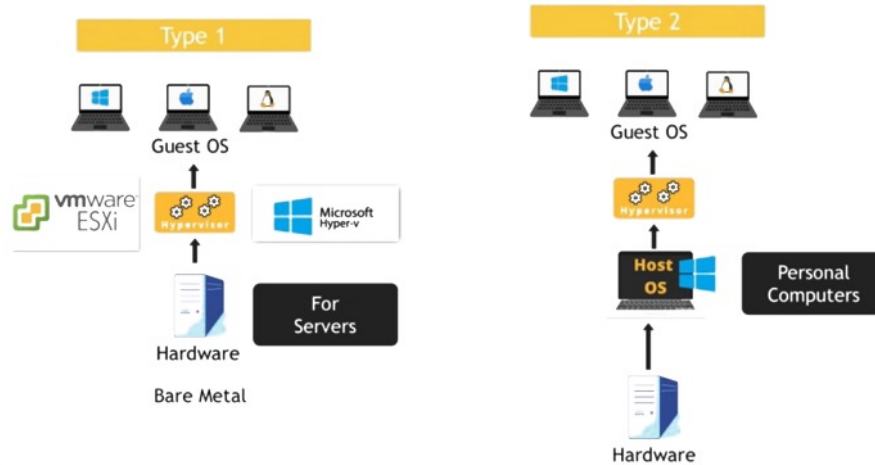 Type 1
Guest OS
vmware
ESXi
Hypervisor
Microsoft
Hyper-v
For
Servers
Hardware
Bare Metal
Type 2
Guest OS
Hypervisor
Host
OS
Personal
Computers
Hardware